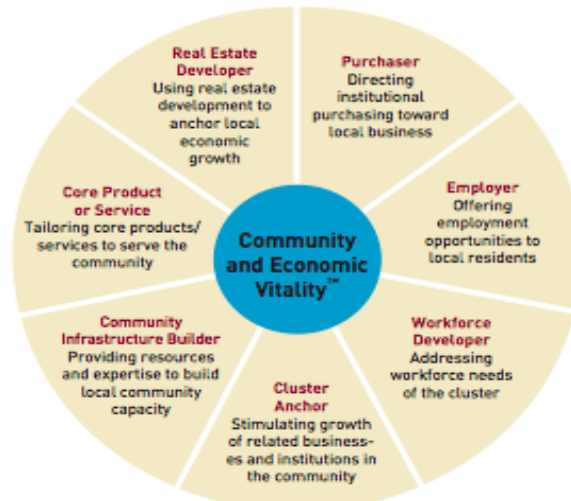 Real Estate
Developer
Using real estate
development to
anchor local
economic
growth
Purchaser
Directing
institutional
purchasing toward
local business
Employer
Offering
employment
opportunities to
local residents
Workforce
Developer
Addressing
workforce needs
of the cluster
Cluster
Anchor
Stimulating growth
of related business-
es and institutions in
the community
Community
Infrastructure Builder
Providing resources
and expertise to build
local community
capacity
Core Product
or Service
Tailoring core products/
services to serve the
community
Community
and Economic
Vitality™